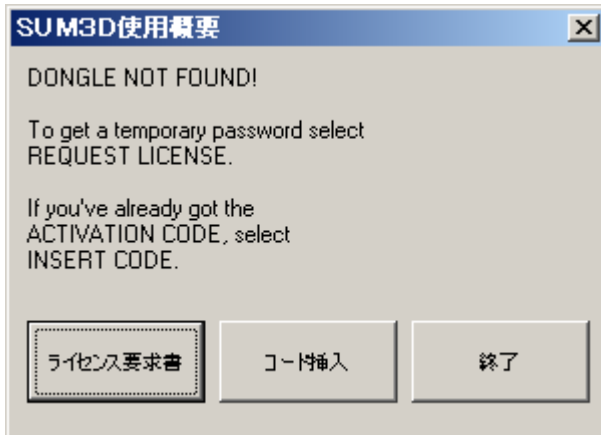 SUM3D使用概要
DONGLE NOT FOUND!
To get a temporary password select
REQUEST LICENSE.
If you've already got the
ACTIVATION CODE, select
INSERT CODE.
ライセンス要求書
コード挿入
終了